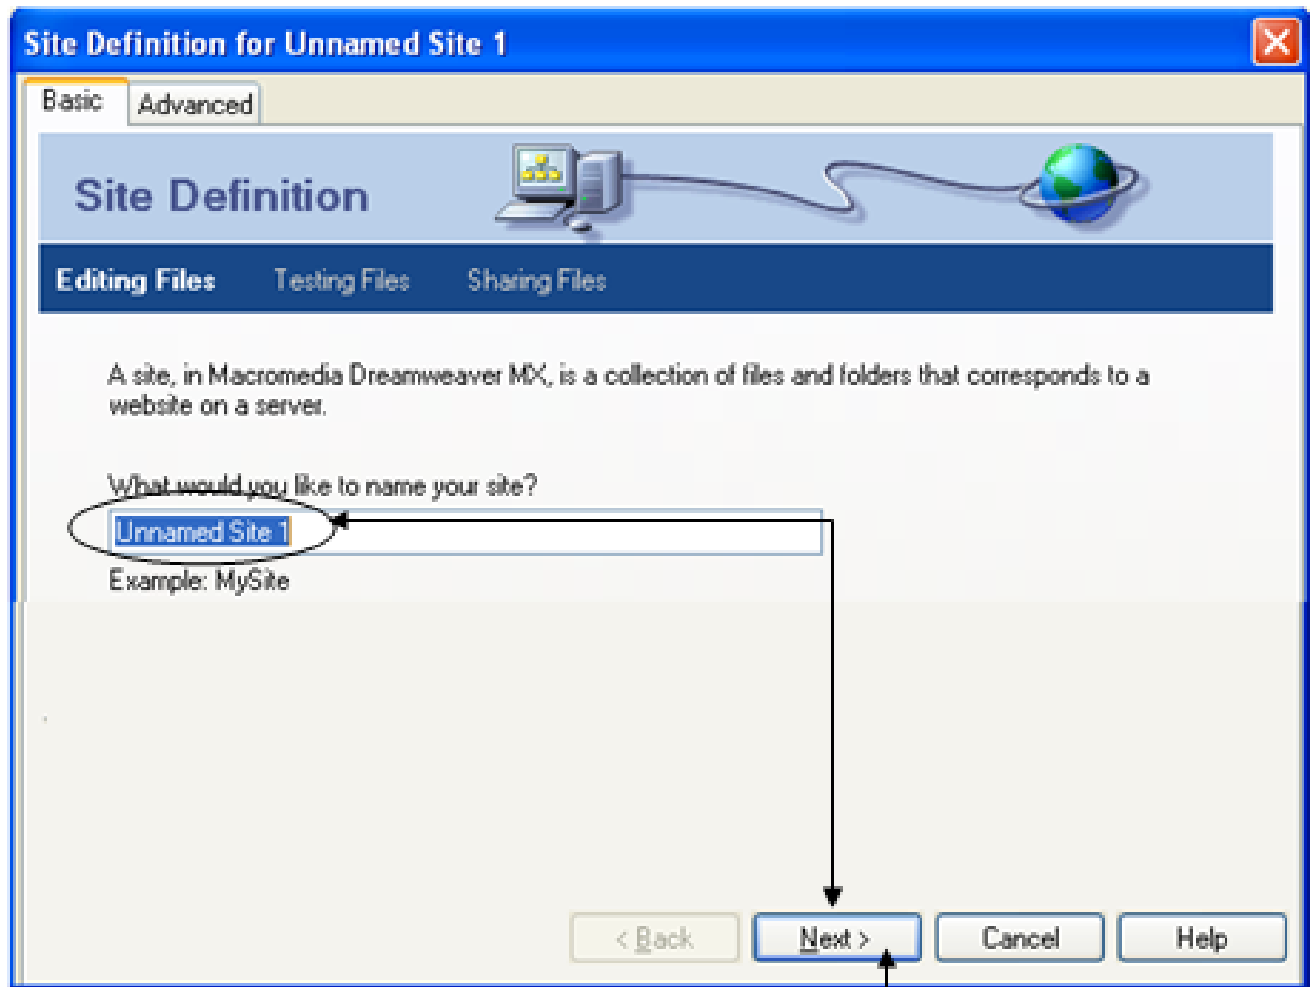 Site Definition for Unnamed Site 1
Basic Advanced
Site Definition
Editing Files Testing Files Sharing Files
A site, in Macromedia Dreamweaver MX, is a collection of files and folders that corresponds to a
website on a server.
What would you like to name your site?
Unnamed Site 1
Example: MySite
< Back Next > Cancel Help